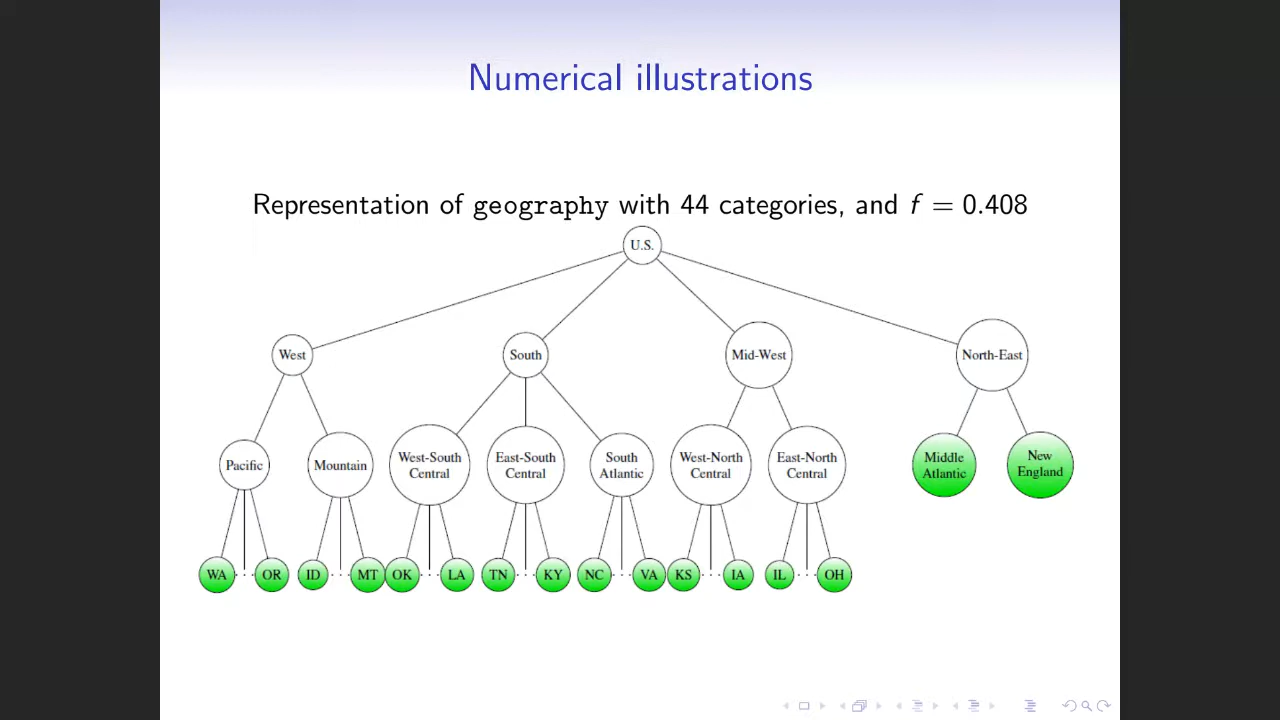 Numerical illustrations
Representation of geography with 44 categories, and f = 0.408
U.S.
West
South
Mid-West
North-East
Pacific
Mountain
West-South
Central
East-South
Central
South
Atlantic
West-North
Central
East-North
Central
Middle
Atlantic
New
England
WA ··· OR
ID ··· MT
OK ··· LA
TN ··· KY
NC ··· VA
KS ··· IA
IL ··· OH